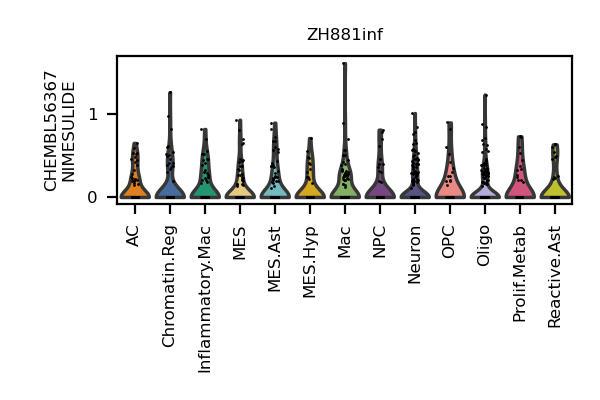 ZH881inf
CHEMBL56367
NIMESULIDE
1
0
AC
Chromatin.Reg
Inflammatory.Mac
MES
MES.Ast
MES.Hyp
Mac
NPC
Neuron
OPC
Oligo
Prolif.Metab
Reactive.Ast